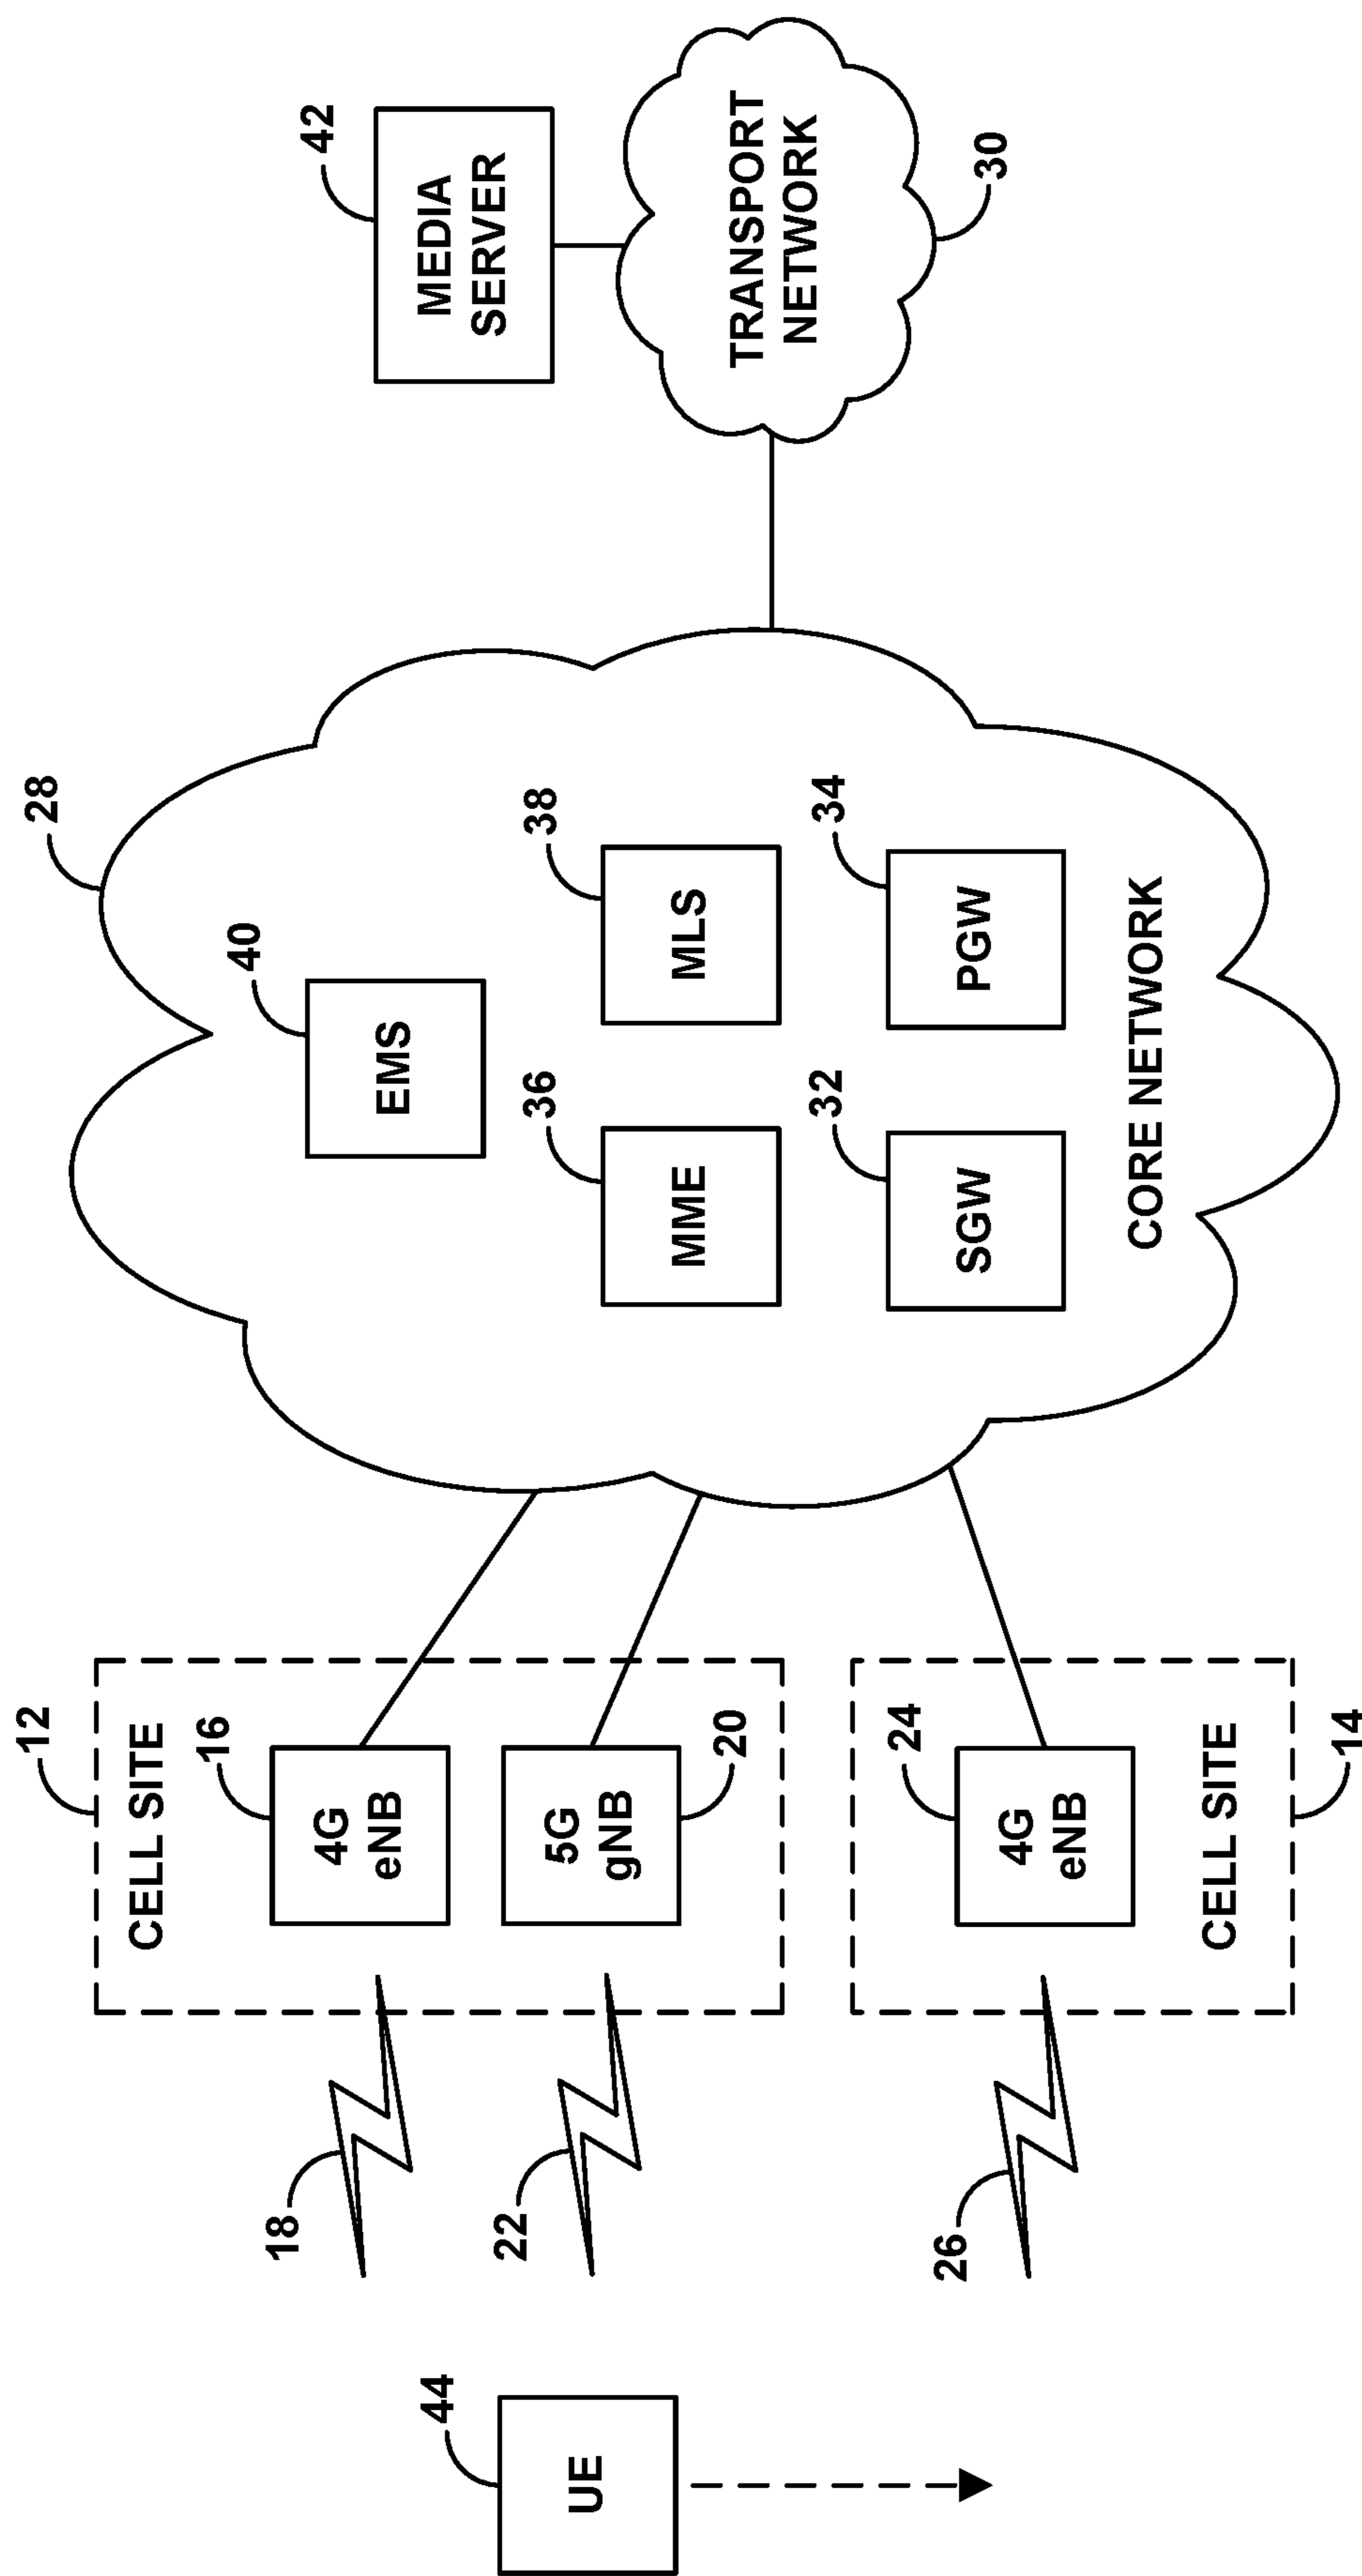 12
CELL SITE
16
4G
eNB
5G
gNB
20
18
22
44
UE
24
4G
eNB
CELL SITE
14
26
28
40
EMS
36
MME
38
MLS
32
SGW
34
PGW
CORE NETWORK
42
MEDIA
SERVER
TRANSPORT
NETWORK
30